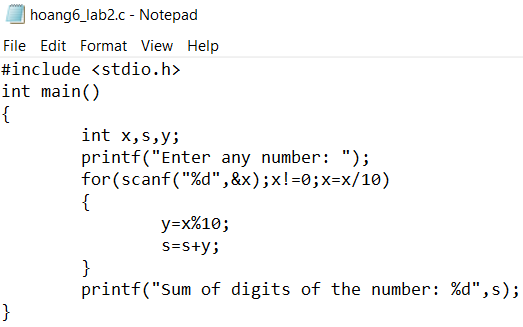 hoang6_lab2.c - Notepad
File Edit Format View Help
#include <stdio.h>
int main()
{
        int x,s,y;
        printf("Enter any number: ");
        for(scanf("%d",&x);x!=0;x=x/10)
        {
                y=x%10;
                s=s+y;
        }
        printf("Sum of digits of the number: %d",s);
}